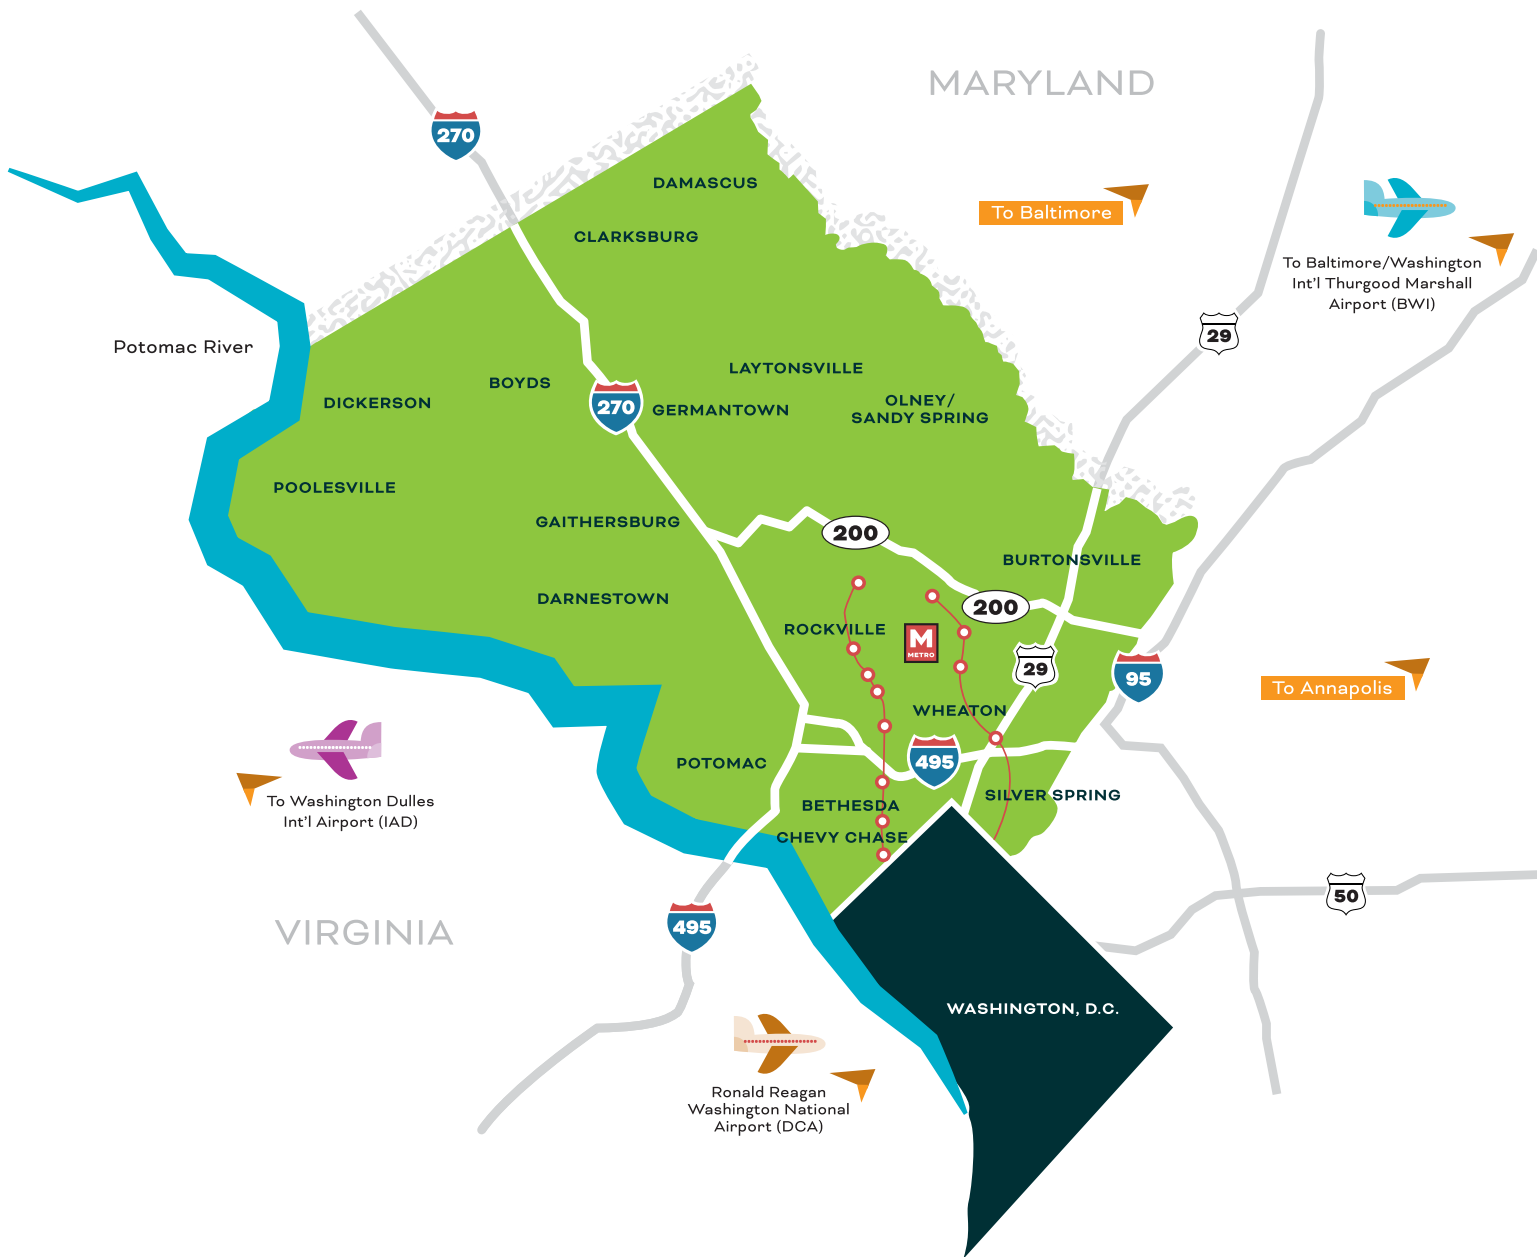 MARYLAND
270
DAMASCUS
To Baltimore
CLARKSBURG
To Baltimore/Washington
Int'l Thurgood Marshall
Airport (BWI)
29
Potomac River
LAYTONSVILLE
BOYDS
DICKERSON
270
GERMANTOWN
OLNEY/
SANDY SPRING
POOLESVILLE
GAITHERSBURG
200
BURTONSVILLE
DARNESTOWN
200
ROCKVILLE
M
METRO
29
95
To Annapolis
WHEATON
POTOMAC
495
To Washington Dulles
Int'l Airport (IAD)
BETHESDA
SILVER SPRING
CHEVY CHASE
50
VIRGINIA
495
WASHINGTON, D.C.
Ronald Reagan
Washington National
Airport (DCA)